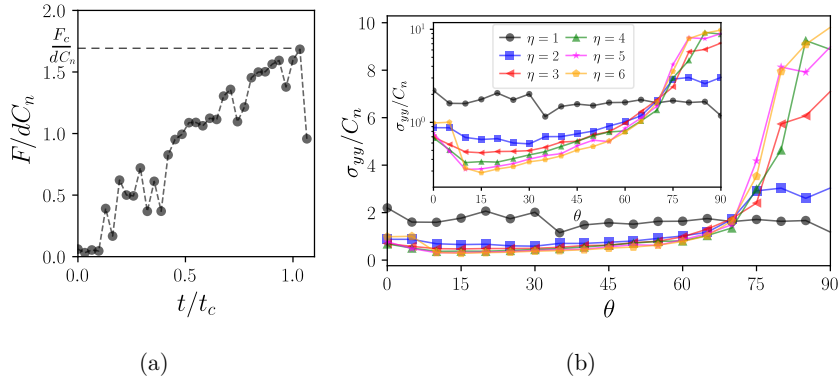 (a)
2.0
F_c
dC_n
1.5
1.0
0.5
0.0
F/dC_n
0.0 0.5 1.0
t/t_c
(a)
(b)
10
8
6
4
2
0
σ_yy/C_n
0 15 30 45 60 75 90
θ
10^1
10^0
σ_yy/C_n
η = 1 η = 4
η = 2 η = 5
η = 3 η = 6
0 15 30 45 60 75 90
θ
(b)